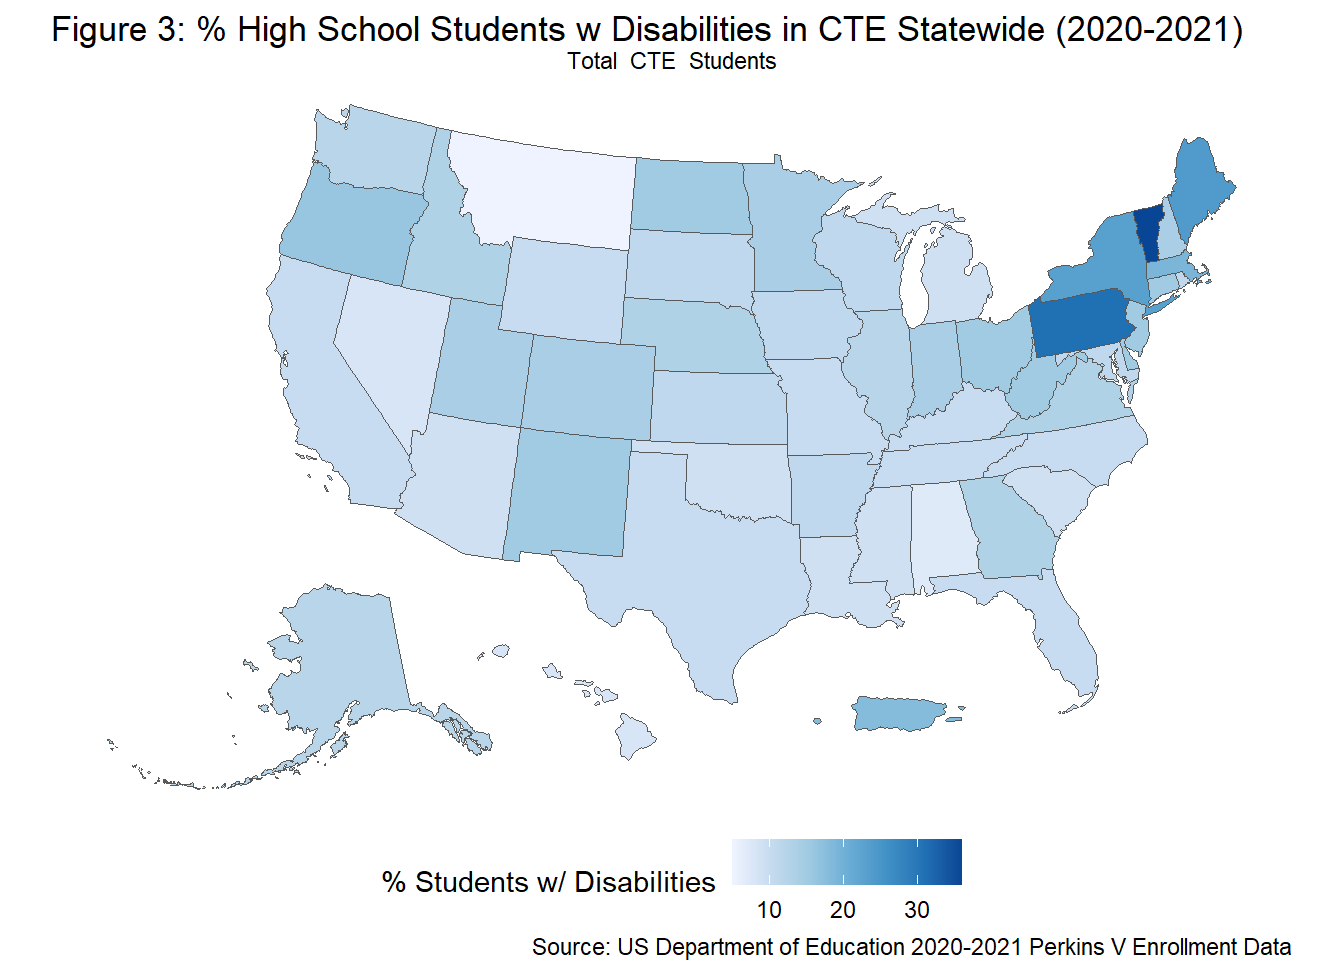 Figure 3: % High School Students w Disabilities in CTE Statewide (2020-2021)
Total CTE Students
% Students w/ Disabilities
10 20 30
Source: US Department of Education 2020-2021 Perkins V Enrollment Data